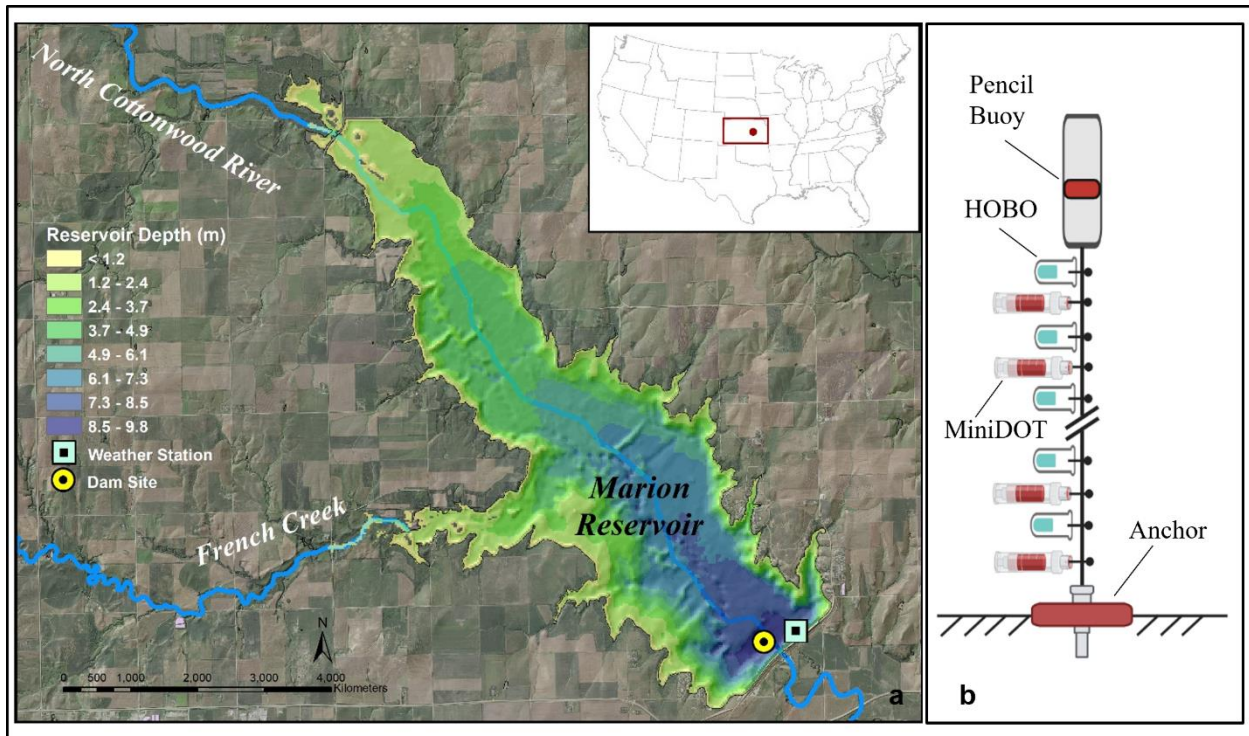 North Cottonwood River
Reservoir Depth (m)
< 1.2
1.2 - 2.4
2.4 - 3.7
3.7 - 4.9
4.9 - 6.1
6.1 - 7.3
7.3 - 8.5
8.5 - 9.8
Weather Station
Dam Site
French Creek
Marion
Reservoir
N
0 500 1,000 2,000 3,000 4,000
Kilometers
a
Pencil
Buoy
HOBO
MiniDOT
Anchor
b